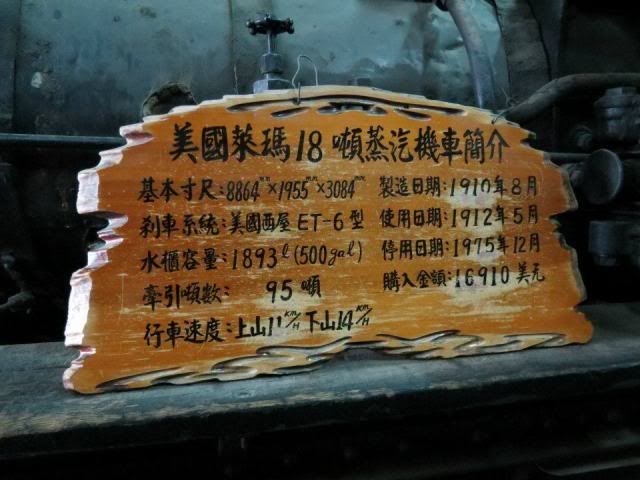 美國萊瑪18噸蒸汽機車簡介
基本寸尺:8864mm×1955mm×3084mm
刹車系統:美國西屋ET-6型
水櫃容量:1893l(500gal)
牽引噸數: 95噸
行車速度:上山11KM/H下山14KM/H
製造日期:1910年8月
使用日期:1912年5月
停用日期:1975年12月
購入金額:16910美元